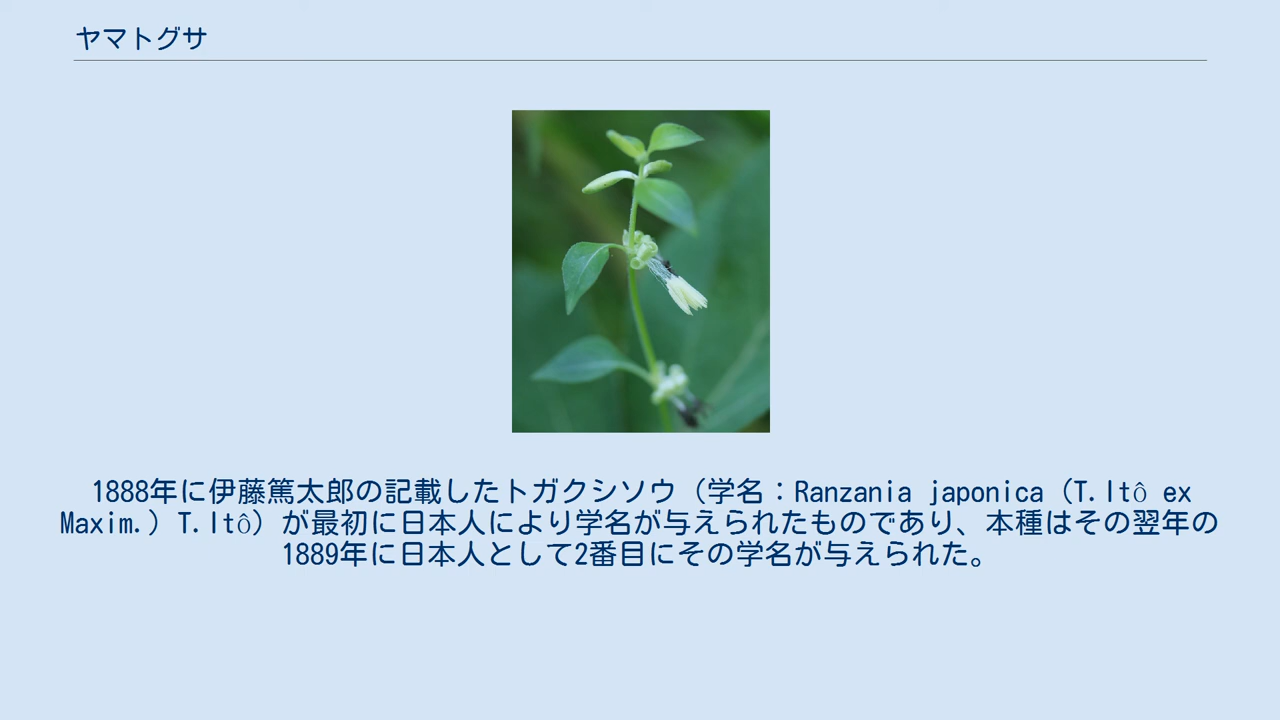 ヤマトグサ
1888年に伊藤篤太郎の記載したトガクシソウ（学名：Ranzania japonica（T.Itô ex
Maxim.）T.Itô）が最初に日本人により学名が与えられたものであり、本種はその翌年の
1889年に日本人として2番目にその学名が与えられた。